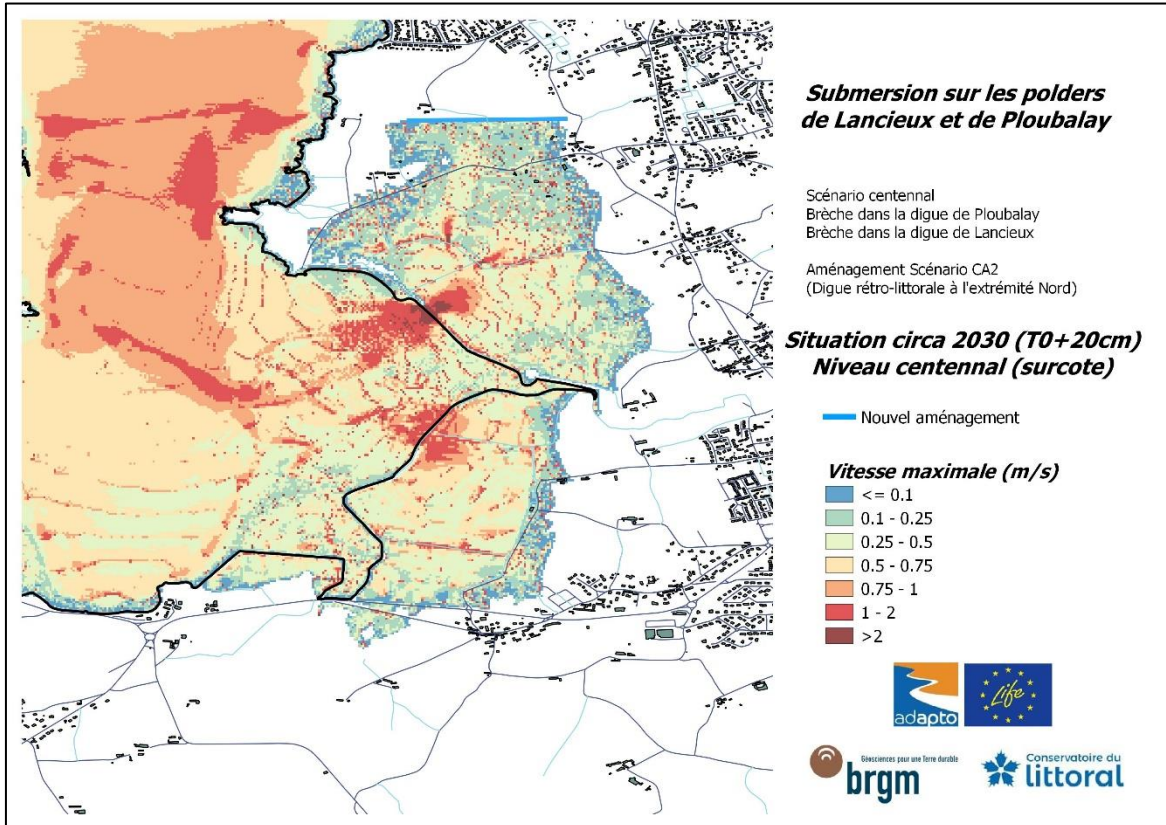 Submersion sur les polders
de Lancieux et de Ploubalay
Scénario centennal
Brèche dans la digue de Ploubalay
Brèche dans la digue de Lancieux
Aménagement Scénario CA2
(Digue rétro-littorale à l'extrémité Nord)
Situation circa 2030 (T0+20cm)
Niveau centennal (surcote)
Nouvel aménagement
Vitesse maximale (m/s)
<= 0.1
0.1 - 0.25
0.25 - 0.5
0.5 - 0.75
0.75 - 1
1 - 2
>2
adapto
Life
Géosciences pour une Terre durable
brgm
Conservatoire du
littoral